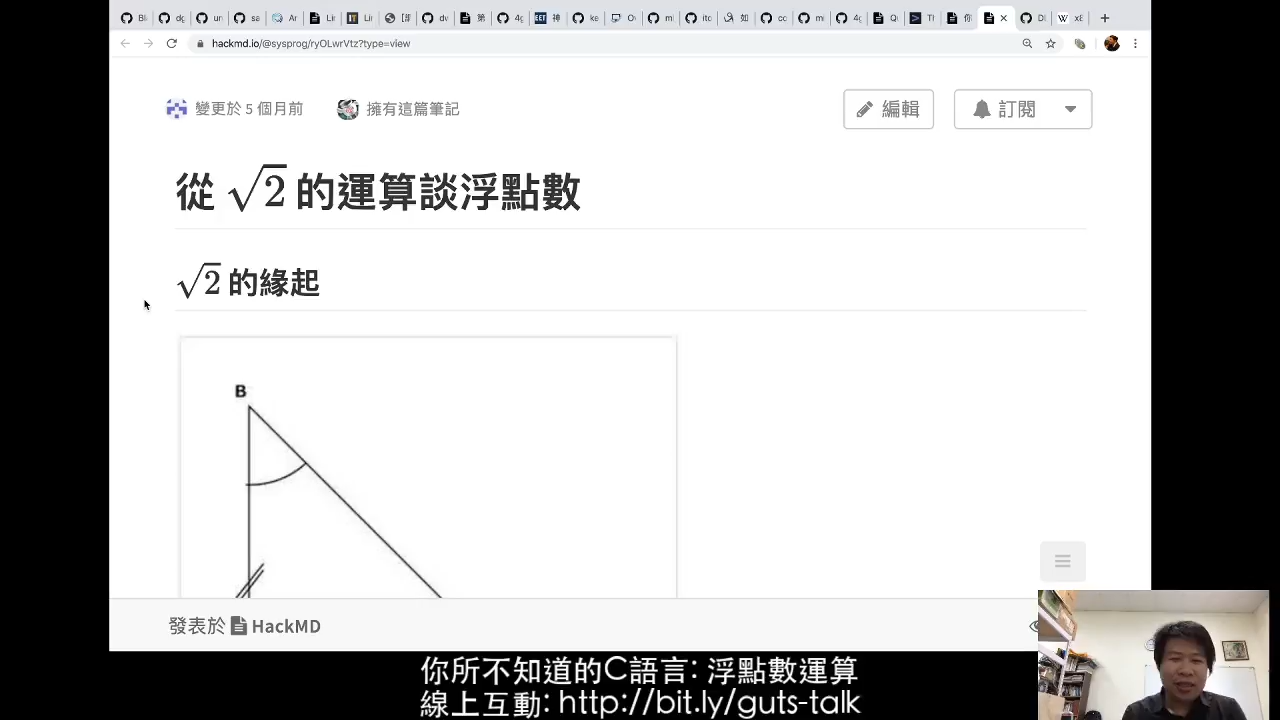 hackmd.io/@sysprog/ryOLwrVtz?type=view
變更於 5 個月前
擁有這篇筆記
編輯
訂閱
從 √2 的運算談浮點數
√2 的緣起
B
發表於 HackMD
你所不知道的C語言: 浮點數運算
線上互動: http://bit.ly/guts-talk